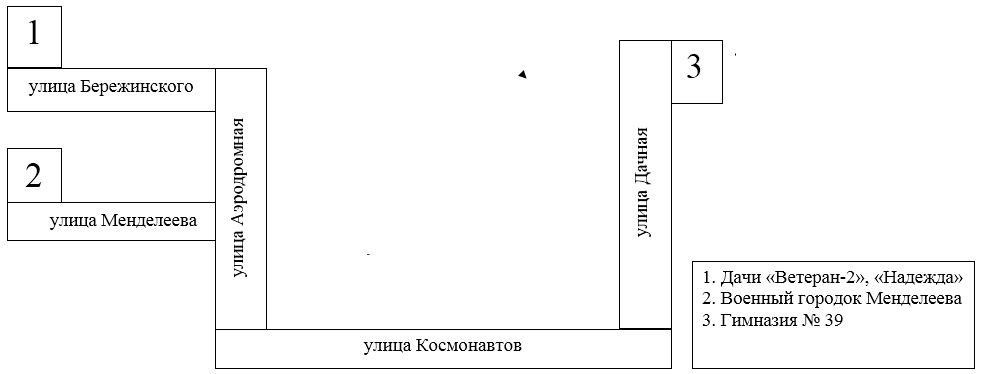 1
улица Бережинского
2
улица Менделеева
улица Аэродромная
улица Космонавтов
улица Дачная
3
1. Дачи «Ветеран-2», «Надежда»
2. Военный городок Менделеева
3. Гимназия № 39